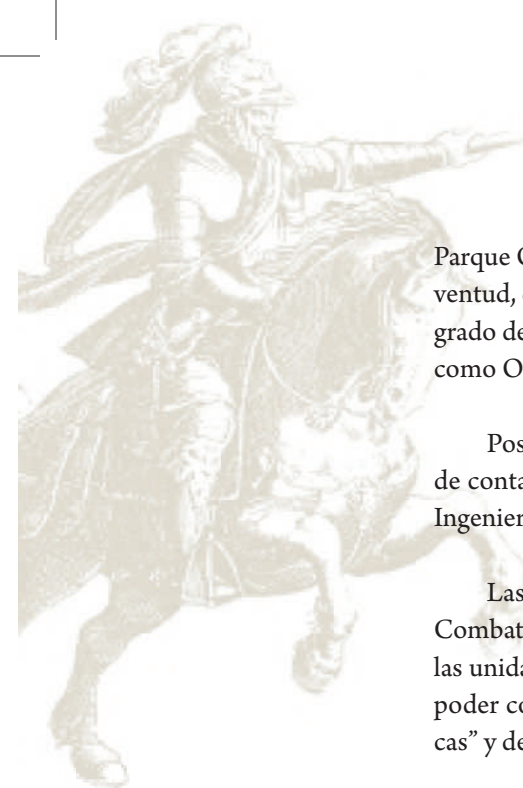 Parque
ventud,
grado de
como
Pos
de conta
Ingenier
Las
Combat
las unida
poder co
cas” y de